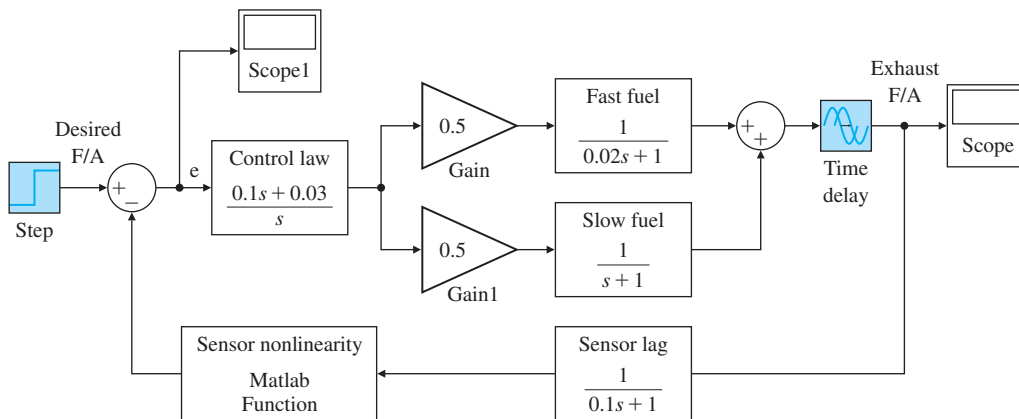 Scope1
Exhaust
F/A
Desired
F/A
Step
+
−
e
Control law
0.1s + 0.03
s
0.5
Gain
Fast fuel
1
0.02s + 1
+
+
Time
delay
Scope
0.5
Gain1
Slow fuel
1
s + 1
Sensor nonlinearity
Matlab
Function
Sensor lag
1
0.1s + 1